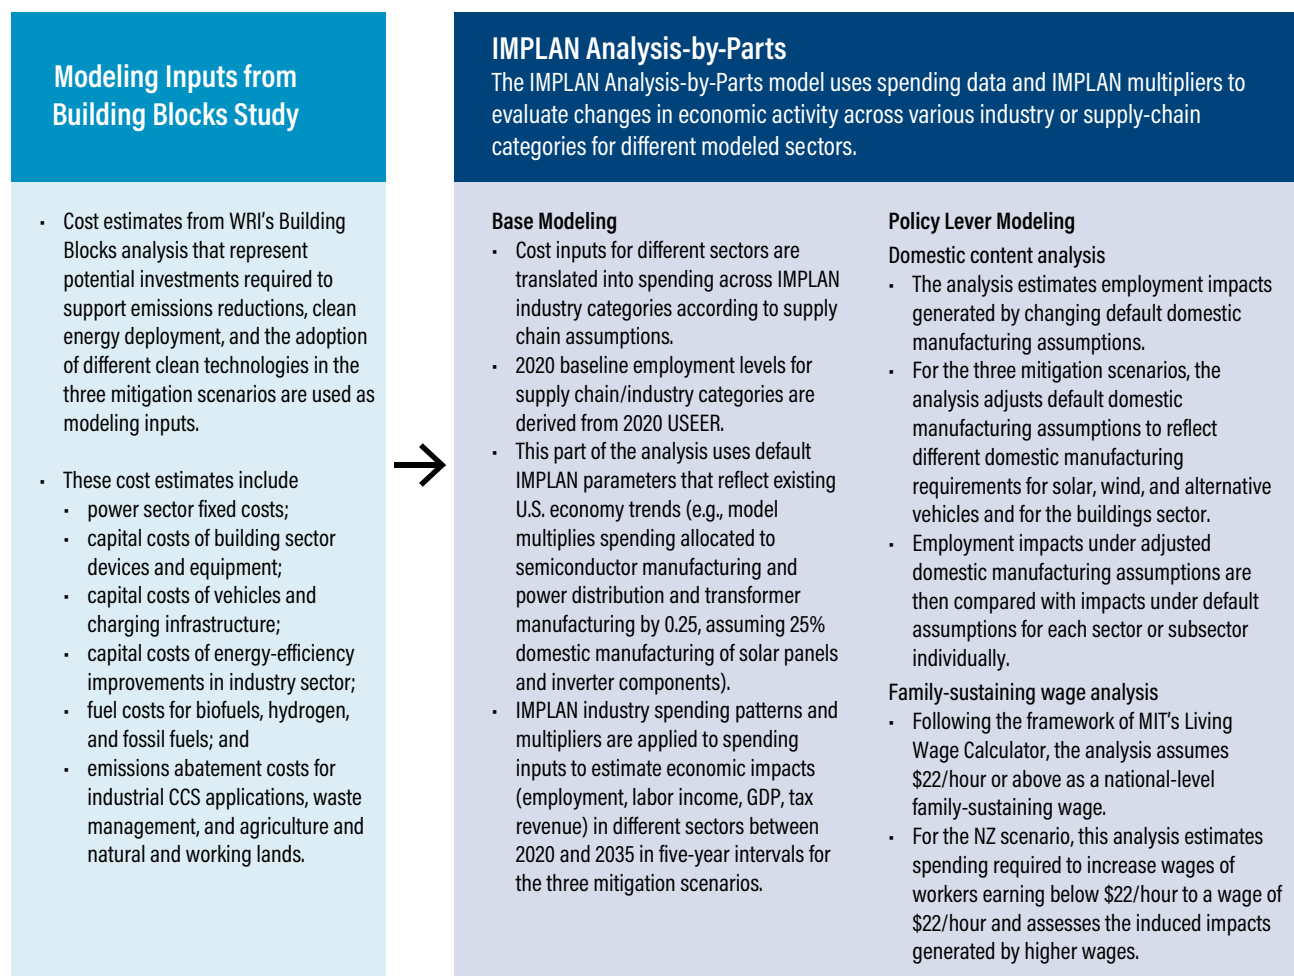 Modeling Inputs from
Building Blocks Study
· Cost estimates from WRI's Building
Blocks analysis that represent
potential investments required to
support emissions reductions, clean
energy deployment, and the adoption
of different clean technologies in the
three mitigation scenarios are used as
modeling inputs.
· These cost estimates include
· power sector fixed costs;
· capital costs of building sector
devices and equipment;
· capital costs of vehicles and
charging infrastructure;
· capital costs of energy-efficiency
improvements in industry sector;
· fuel costs for biofuels, hydrogen,
and fossil fuels; and
· emissions abatement costs for
industrial CCS applications, waste
management, and agriculture and
natural and working lands.
IMPLAN Analysis-by-Parts
The IMPLAN Analysis-by-Parts model uses spending data and IMPLAN multipliers to
evaluate changes in economic activity across various industry or supply-chain
categories for different modeled sectors.
Base Modeling
· Cost inputs for different sectors are
translated into spending across IMPLAN
industry categories according to supply
chain assumptions.
· 2020 baseline employment levels for
supply chain/industry categories are
derived from 2020 USEER.
· This part of the analysis uses default
IMPLAN parameters that reflect existing
U.S. economy trends (e.g., model
multiplies spending allocated to
semiconductor manufacturing and
power distribution and transformer
manufacturing by 0.25, assuming 25%
domestic manufacturing of solar panels
and inverter components).
· IMPLAN industry spending patterns and
multipliers are applied to spending
inputs to estimate economic impacts
(employment, labor income, GDP, tax
revenue) in different sectors between
2020 and 2035 in five-year intervals for
the three mitigation scenarios.
Policy Lever Modeling
Domestic content analysis
· The analysis estimates employment impacts
generated by changing default domestic
manufacturing assumptions.
· For the three mitigation scenarios, the
analysis adjusts default domestic
manufacturing assumptions to reflect
different domestic manufacturing
requirements for solar, wind, and alternative
vehicles and for the buildings sector.
· Employment impacts under adjusted
domestic manufacturing assumptions are
then compared with impacts under default
assumptions for each sector or subsector
individually.
Family-sustaining wage analysis
· Following the framework of MIT's Living
Wage Calculator, the analysis assumes
$22/hour or above as a national-level
family-sustaining wage.
· For the NZ scenario, this analysis estimates
spending required to increase wages of
workers earning below $22/hour to a wage of
$22/hour and assesses the induced impacts
generated by higher wages.